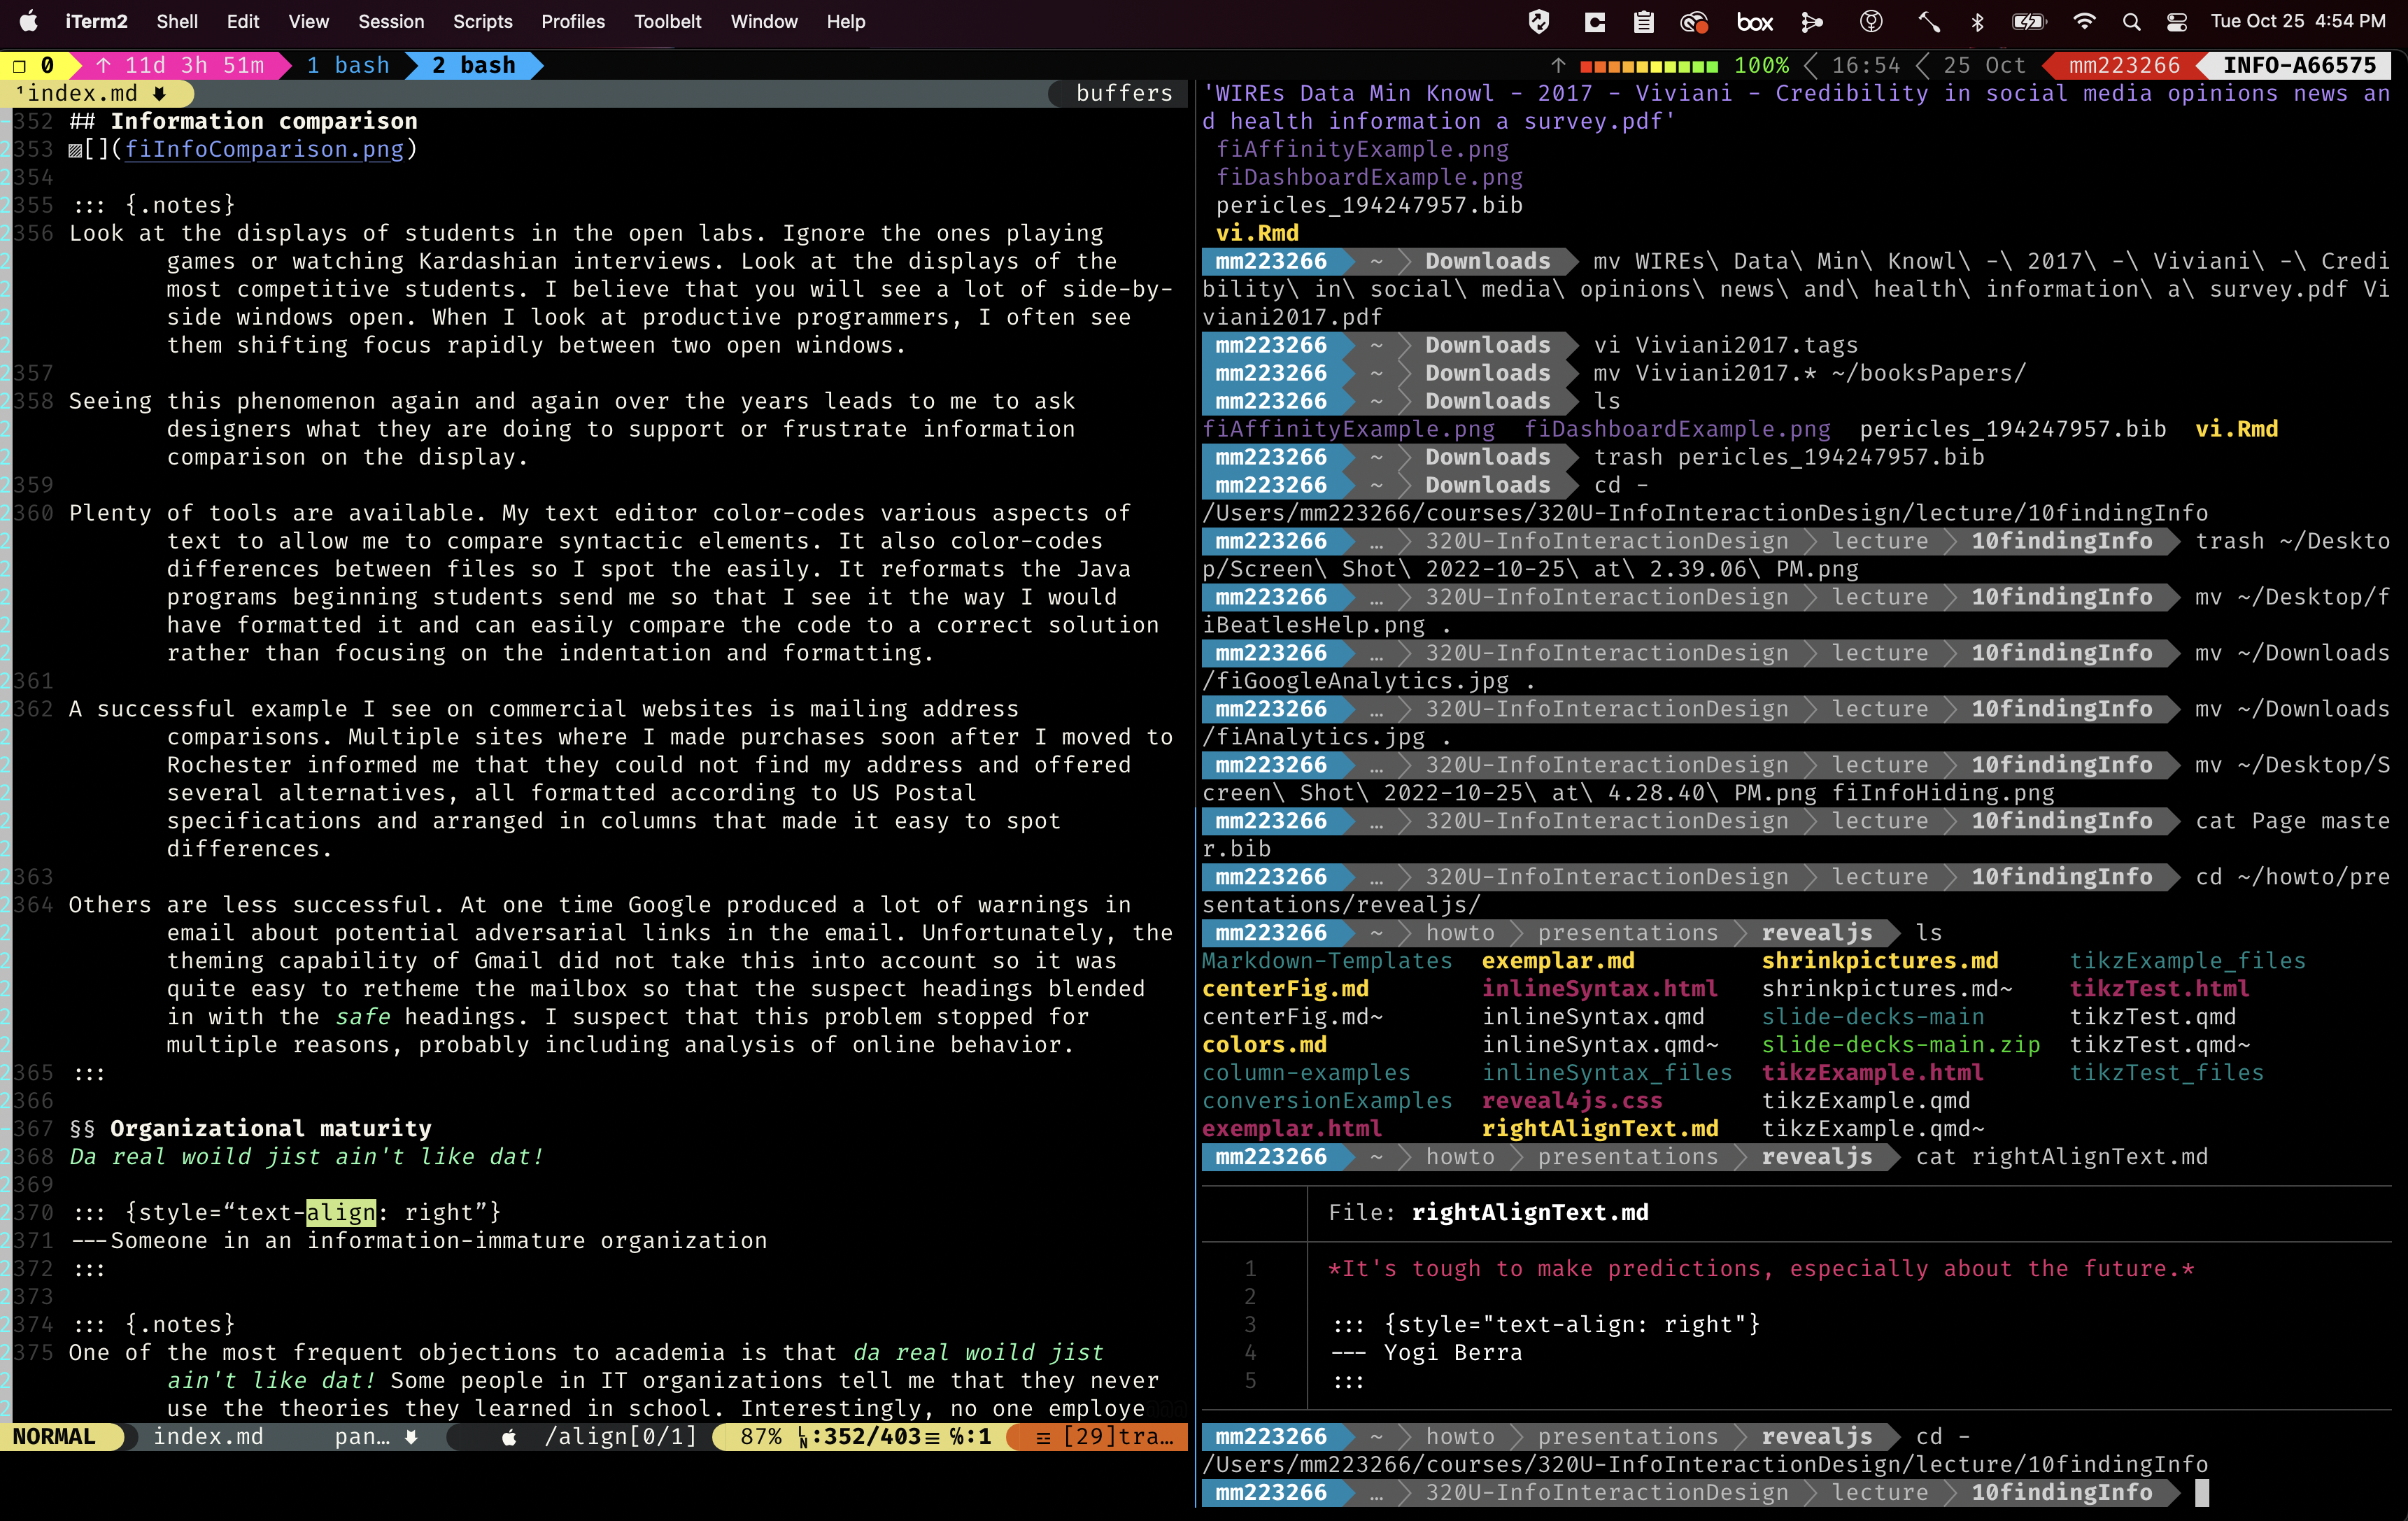 iTerm2 Shell Edit View Session Scripts Profiles Toolbelt Window Help box Tue Oct 25 4:54 PM
0 ↑ 11d 3h 51m 1 bash 2 bash ↑ 100% 16:54 25 Oct mm223266 INFO-A66575
¹index.md buffers
352 ## Information comparison
353 [](fiInfoComparison.png)
354
355 ::: {.notes}
356 Look at the displays of students in the open labs. Ignore the ones playing
games or watching Kardashian interviews. Look at the displays of the
most competitive students. I believe that you will see a lot of side-by-
side windows open. When I look at productive programmers, I often see
them shifting focus rapidly between two open windows.
357
358 Seeing this phenomenon again and again over the years leads to me to ask
designers what they are doing to support or frustrate information
comparison on the display.
359
360 Plenty of tools are available. My text editor color-codes various aspects of
text to allow me to compare syntactic elements. It also color-codes
differences between files so I spot the easily. It reformats the Java
programs beginning students send me so that I see it the way I would
have formatted it and can easily compare the code to a correct solution
rather than focusing on the indentation and formatting.
361
362 A successful example I see on commercial websites is mailing address
comparisons. Multiple sites where I made purchases soon after I moved to
Rochester informed me that they could not find my address and offered
several alternatives, all formatted according to US Postal
specifications and arranged in columns that made it easy to spot
differences.
363
364 Others are less successful. At one time Google produced a lot of warnings in
email about potential adversarial links in the email. Unfortunately, the
theming capability of Gmail did not take this into account so it was
quite easy to retheme the mailbox so that the suspect headings blended
in with the safe headings. I suspect that this problem stopped for
multiple reasons, probably including analysis of online behavior.
365 :::
366
367 §§ Organizational maturity
368 Da real woild jist ain't like dat!
369
370 ::: {style=“text-align: right”}
371 ---Someone in an information-immature organization
372 :::
373
374 ::: {.notes}
375 One of the most frequent objections to academia is that da real woild jist
ain't like dat! Some people in IT organizations tell me that they never
use the theories they learned in school. Interestingly, no one employe
NORMAL index.md pan… /align[0/1] 87% :352/403 ℅:1 ≡ [29]tra…
'WIREs Data Min Knowl - 2017 - Viviani - Credibility in social media opinions news an
d health information a survey.pdf'
fiAffinityExample.png
fiDashboardExample.png
pericles_194247957.bib
vi.Rmd
mm223266 ~ Downloads mv WIREs\ Data\ Min\ Knowl\ -\ 2017\ -\ Viviani\ -\ Credi
bility\ in\ social\ media\ opinions\ news\ and\ health\ information\ a\ survey.pdf Vi
viani2017.pdf
mm223266 ~ Downloads vi Viviani2017.tags
mm223266 ~ Downloads mv Viviani2017.* ~/booksPapers/
mm223266 ~ Downloads ls
fiAffinityExample.png fiDashboardExample.png pericles_194247957.bib vi.Rmd
mm223266 ~ Downloads trash pericles_194247957.bib
mm223266 ~ Downloads cd -
/Users/mm223266/courses/320U-InfoInteractionDesign/lecture/10findingInfo
mm223266 … 320U-InfoInteractionDesign lecture 10findingInfo trash ~/Deskto
p/Screen\ Shot\ 2022-10-25\ at\ 2.39.06\ PM.png
mm223266 … 320U-InfoInteractionDesign lecture 10findingInfo mv ~/Desktop/f
iBeatlesHelp.png .
mm223266 … 320U-InfoInteractionDesign lecture 10findingInfo mv ~/Downloads
/fiGoogleAnalytics.jpg .
mm223266 … 320U-InfoInteractionDesign lecture 10findingInfo mv ~/Downloads
/fiAnalytics.jpg .
mm223266 … 320U-InfoInteractionDesign lecture 10findingInfo mv ~/Desktop/S
creen\ Shot\ 2022-10-25\ at\ 4.28.40\ PM.png fiInfoHiding.png
mm223266 … 320U-InfoInteractionDesign lecture 10findingInfo cat Page maste
r.bib
mm223266 … 320U-InfoInteractionDesign lecture 10findingInfo cd ~/howto/pre
sentations/revealjs/
mm223266 ~ howto presentations revealjs ls
Markdown-Templates exemplar.md shrinkpictures.md tikzExample_files
centerFig.md inlineSyntax.html shrinkpictures.md~ tikzTest.html
centerFig.md~ inlineSyntax.qmd slide-decks-main tikzTest.qmd
colors.md inlineSyntax.qmd~ slide-decks-main.zip tikzTest.qmd~
column-examples inlineSyntax_files tikzExample.html tikzTest_files
conversionExamples reveal4js.css tikzExample.qmd
exemplar.html rightAlignText.md tikzExample.qmd~
mm223266 ~ howto presentations revealjs cat rightAlignText.md
File: rightAlignText.md
1 *It's tough to make predictions, especially about the future.*
2
3 ::: {style="text-align: right"}
4 --- Yogi Berra
5 :::
mm223266 ~ howto presentations revealjs cd -
/Users/mm223266/courses/320U-InfoInteractionDesign/lecture/10findingInfo
mm223266 … 320U-InfoInteractionDesign lecture 10findingInfo